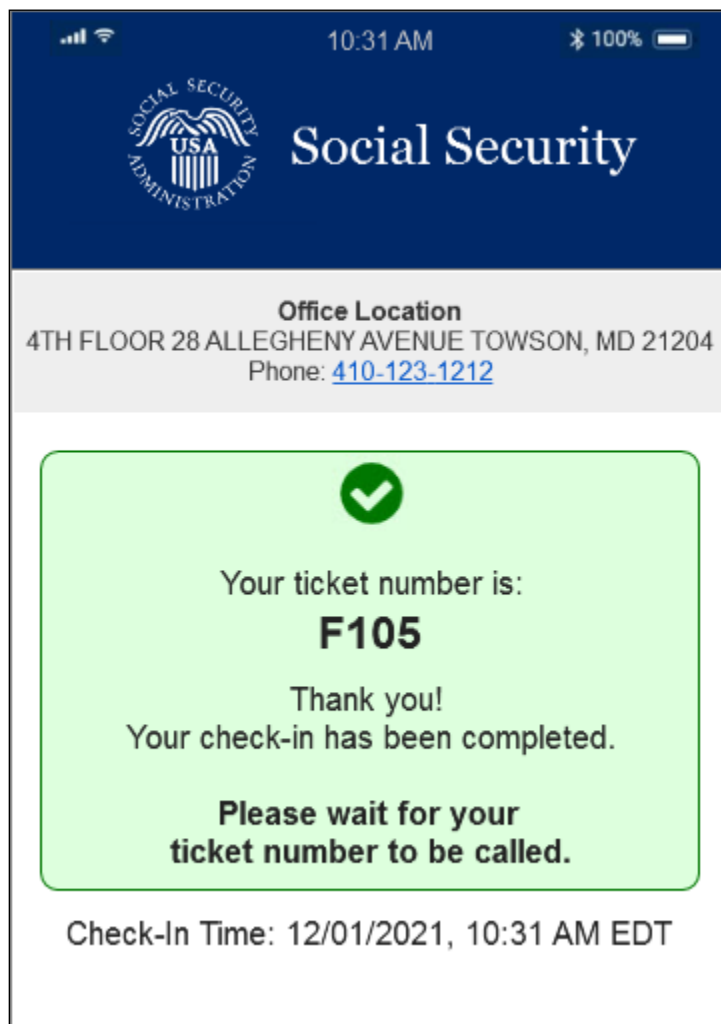 10:31 AM
100%
SOCIAL SECURITY ADMINISTRATION
USA
Social Security
Office Location
4TH FLOOR 28 ALLEGHENY AVENUE TOWSON, MD 21204
Phone: 410-123-1212
Your ticket number is:
F105
Thank you!
Your check-in has been completed.
Please wait for your
ticket number to be called.
Check-In Time: 12/01/2021, 10:31 AM EDT